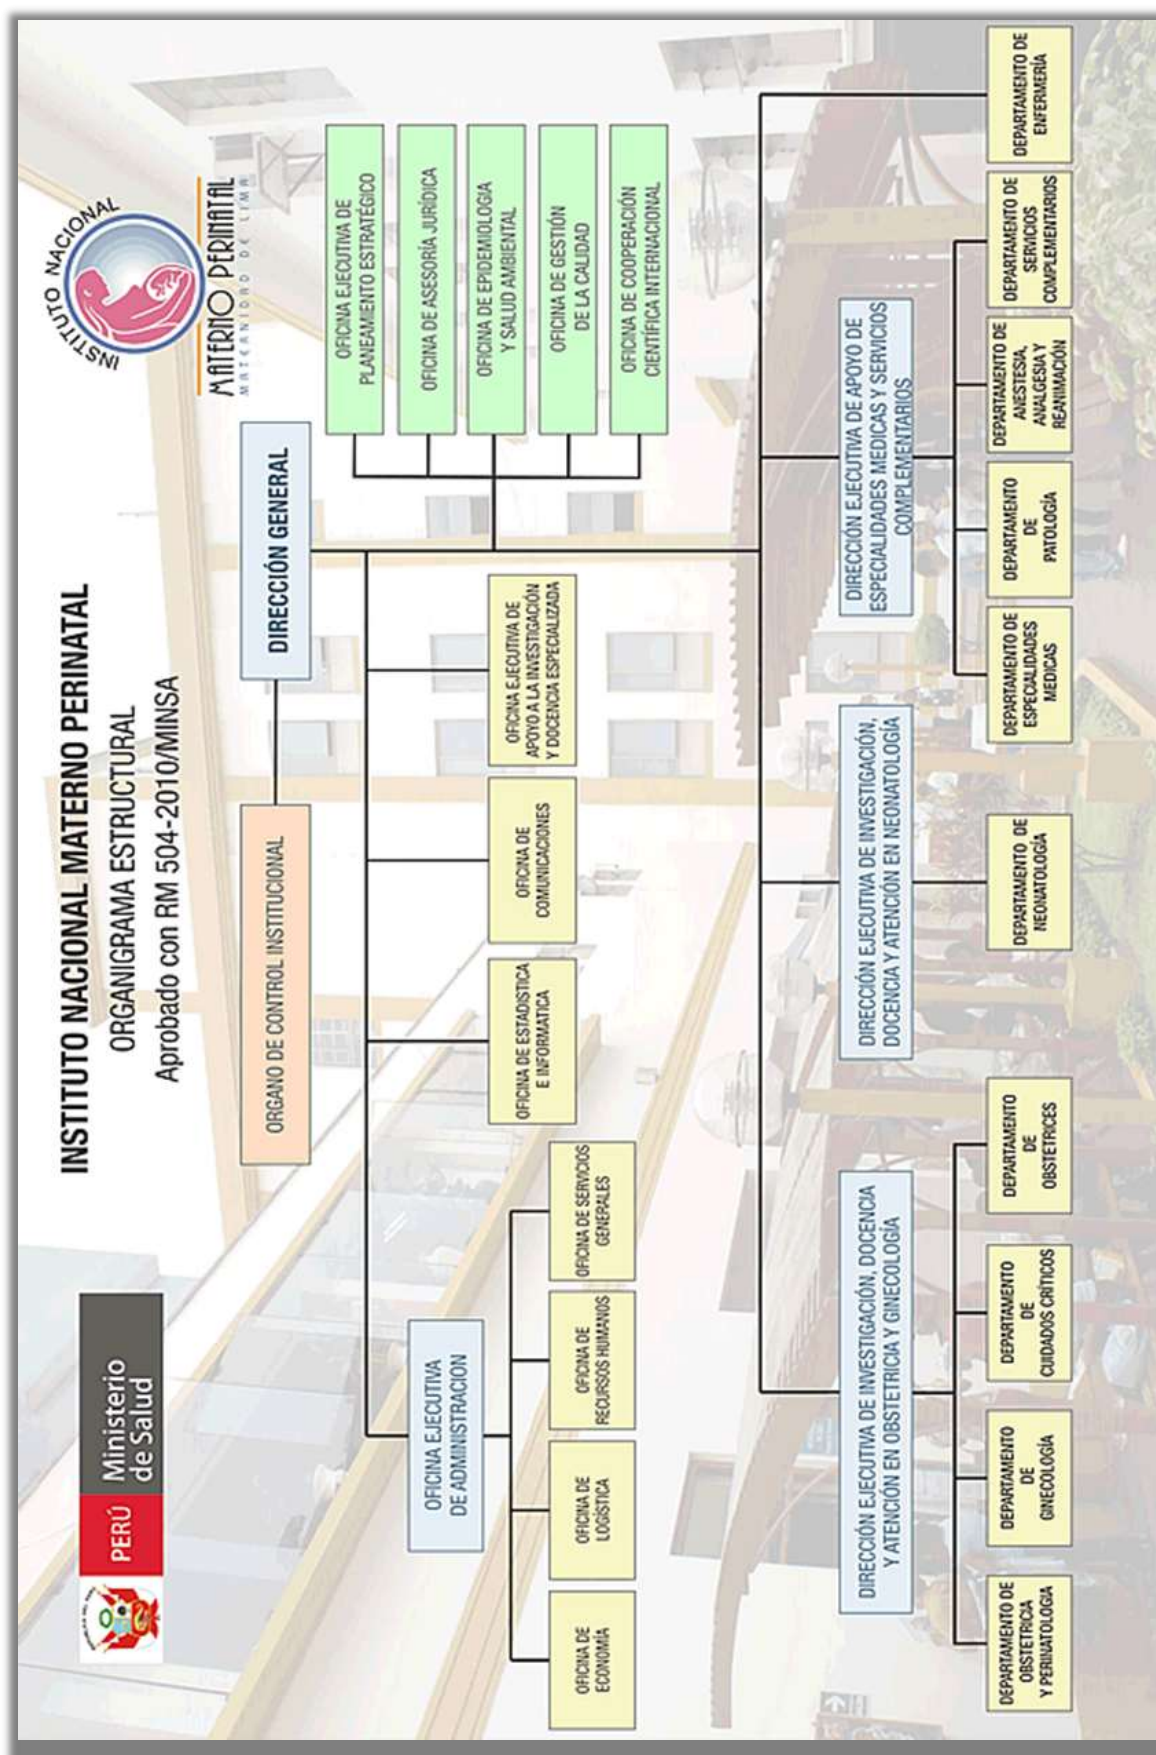 PERÚ
Ministerio
de Salud
INSTITUTO NACIONAL MATERNO PERINATAL
ORGANIGRAMA ESTRUCTURAL
Aprobado con RM 504-2010/MINSA
INSTITUTO NACIONAL
MATERNO PERINATAL
MATERNIDAD DE LIMA
ORGANO DE CONTROL INSTITUCIONAL
DIRECCIÓN GENERAL
OFICINA EJECUTIVA DE
PLANEAMIENTO ESTRATÉGICO
OFICINA DE ASESORÍA JURÍDICA
OFICINA DE EPIDEMIOLOGIA
Y SALUD AMBIENTAL
OFICINA DE GESTIÓN
DE LA CALIDAD
OFICINA DE COOPERACIÓN
CIENTÍFICA INTERNACIONAL
OFICINA EJECUTIVA
DE ADMINISTRACION
OFICINA DE ESTADISTICA
E INFORMATICA
OFICINA DE
COMUNICACIONES
OFICINA EJECUTIVA DE
APOYO A LA INVESTIGACIÓN
Y DOCENCIA ESPECIALIZADA
OFICINA DE
ECONOMÍA
OFICINA DE
LOGÍSTICA
OFICINA DE
RECURSOS HUMANOS
OFICINA DE SERVICIOS
GENERALES
DIRECCIÓN EJECUTIVA DE INVESTIGACIÓN, DOCENCIA
Y ATENCIÓN EN OBSTETRICIA Y GINECOLOGÍA
DIRECCIÓN EJECUTIVA DE INVESTIGACIÓN,
DOCENCIA Y ATENCIÓN EN NEONATOLOGÍA
DIRECCIÓN EJECUTIVA DE APOYO DE
ESPECIALIDADES MEDICAS Y SERVICIOS
COMPLEMENTARIOS
DEPARTAMENTO DE
OBSTETRICIA
Y PERINATOLOGIA
DEPARTAMENTO
DE
GINECOLOGÍA
DEPARTAMENTO
DE
CUIDADOS CRÍTICOS
DEPARTAMENTO
DE
OBSTETRICES
DEPARTAMENTO DE
NEONATOLOGÍA
DEPARTAMENTO DE
ESPECIALIDADES
MEDICAS
DEPARTAMENTO
DE
PATOLOGÍA
DEPARTAMENTO DE
ANESTESIA,
ANALGESIA Y
REANIMACIÓN
DEPARTAMENTO DE
SERVICIOS
COMPLEMENTARIOS
DEPARTAMENTO DE
ENFERMERÍA